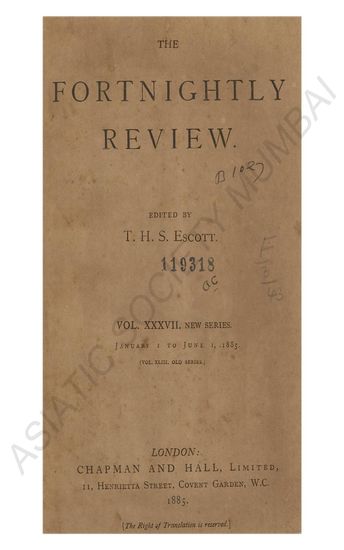 THE
FORTNIGHTLY
REVIEW.
EDITED BY
T. H. S. ESCOTT.
119318
VOL. XXXVII. NEW SERIES.
JANUARY 1 TO JUNE 1, 1885.
(VOL. XLIII. OLD SERIES.)
LONDON:
CHAPMAN AND HALL, LIMITED,
11, HENRIETTA STREET, COVENT GARDEN, W.C.
1885.
[The Right of Translation is reserved.]
ASIATIC SOCIETY MUMBAI